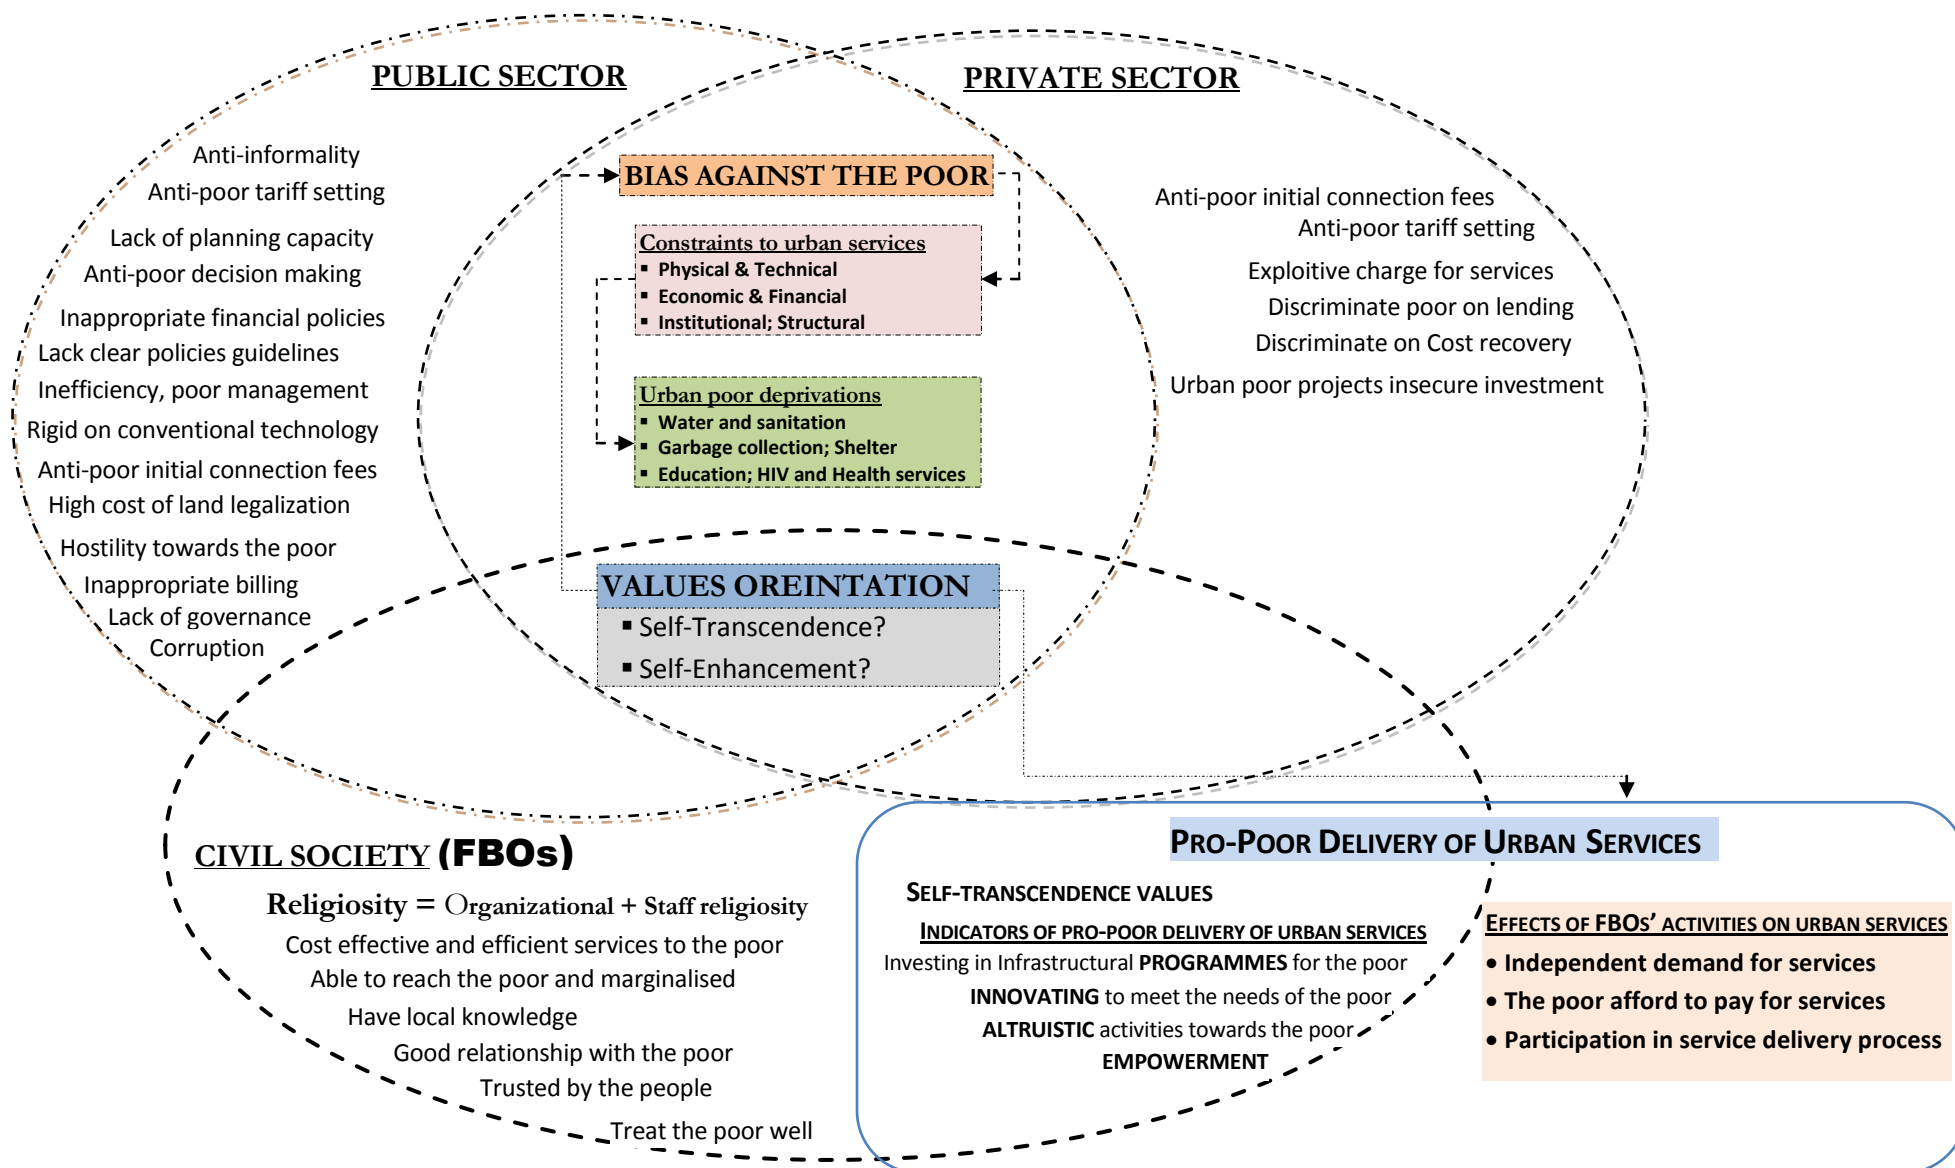 PUBLIC SECTOR
Anti-informality
Anti-poor tariff setting
Lack of planning capacity
Anti-poor decision making
Inappropriate financial policies
Lack clear policies guidelines
Inefficiency, poor management
Rigid on conventional technology
Anti-poor initial connection fees
High cost of land legalization
Hostility towards the poor
Inappropriate billing
Lack of governance
Corruption
PRIVATE SECTOR
Anti-poor initial connection fees
Anti-poor tariff setting
Exploitive charge for services
Discriminate poor on lending
Discriminate on Cost recovery
Urban poor projects insecure investment
BIAS AGAINST THE POOR
Constraints to urban services
▪ Physical & Technical
▪ Economic & Financial
▪ Institutional; Structural
Urban poor deprivations
▪ Water and sanitation
▪ Garbage collection; Shelter
▪ Education; HIV and Health services
VALUES OREINTATION
▪ Self-Transcendence?
▪ Self-Enhancement?
CIVIL SOCIETY (FBOs)
Religiosity = Organizational + Staff religiosity
Cost effective and efficient services to the poor
Able to reach the poor and marginalised
Have local knowledge
Good relationship with the poor
Trusted by the people
Treat the poor well
PRO-POOR DELIVERY OF URBAN SERVICES
SELF-TRANSCENDENCE VALUES
INDICATORS OF PRO-POOR DELIVERY OF URBAN SERVICES
Investing in Infrastructural PROGRAMMES for the poor
INNOVATING to meet the needs of the poor
ALTRUISTIC activities towards the poor
EMPOWERMENT
EFFECTS OF FBOS' ACTIVITIES ON URBAN SERVICES
• Independent demand for services
• The poor afford to pay for services
• Participation in service delivery process